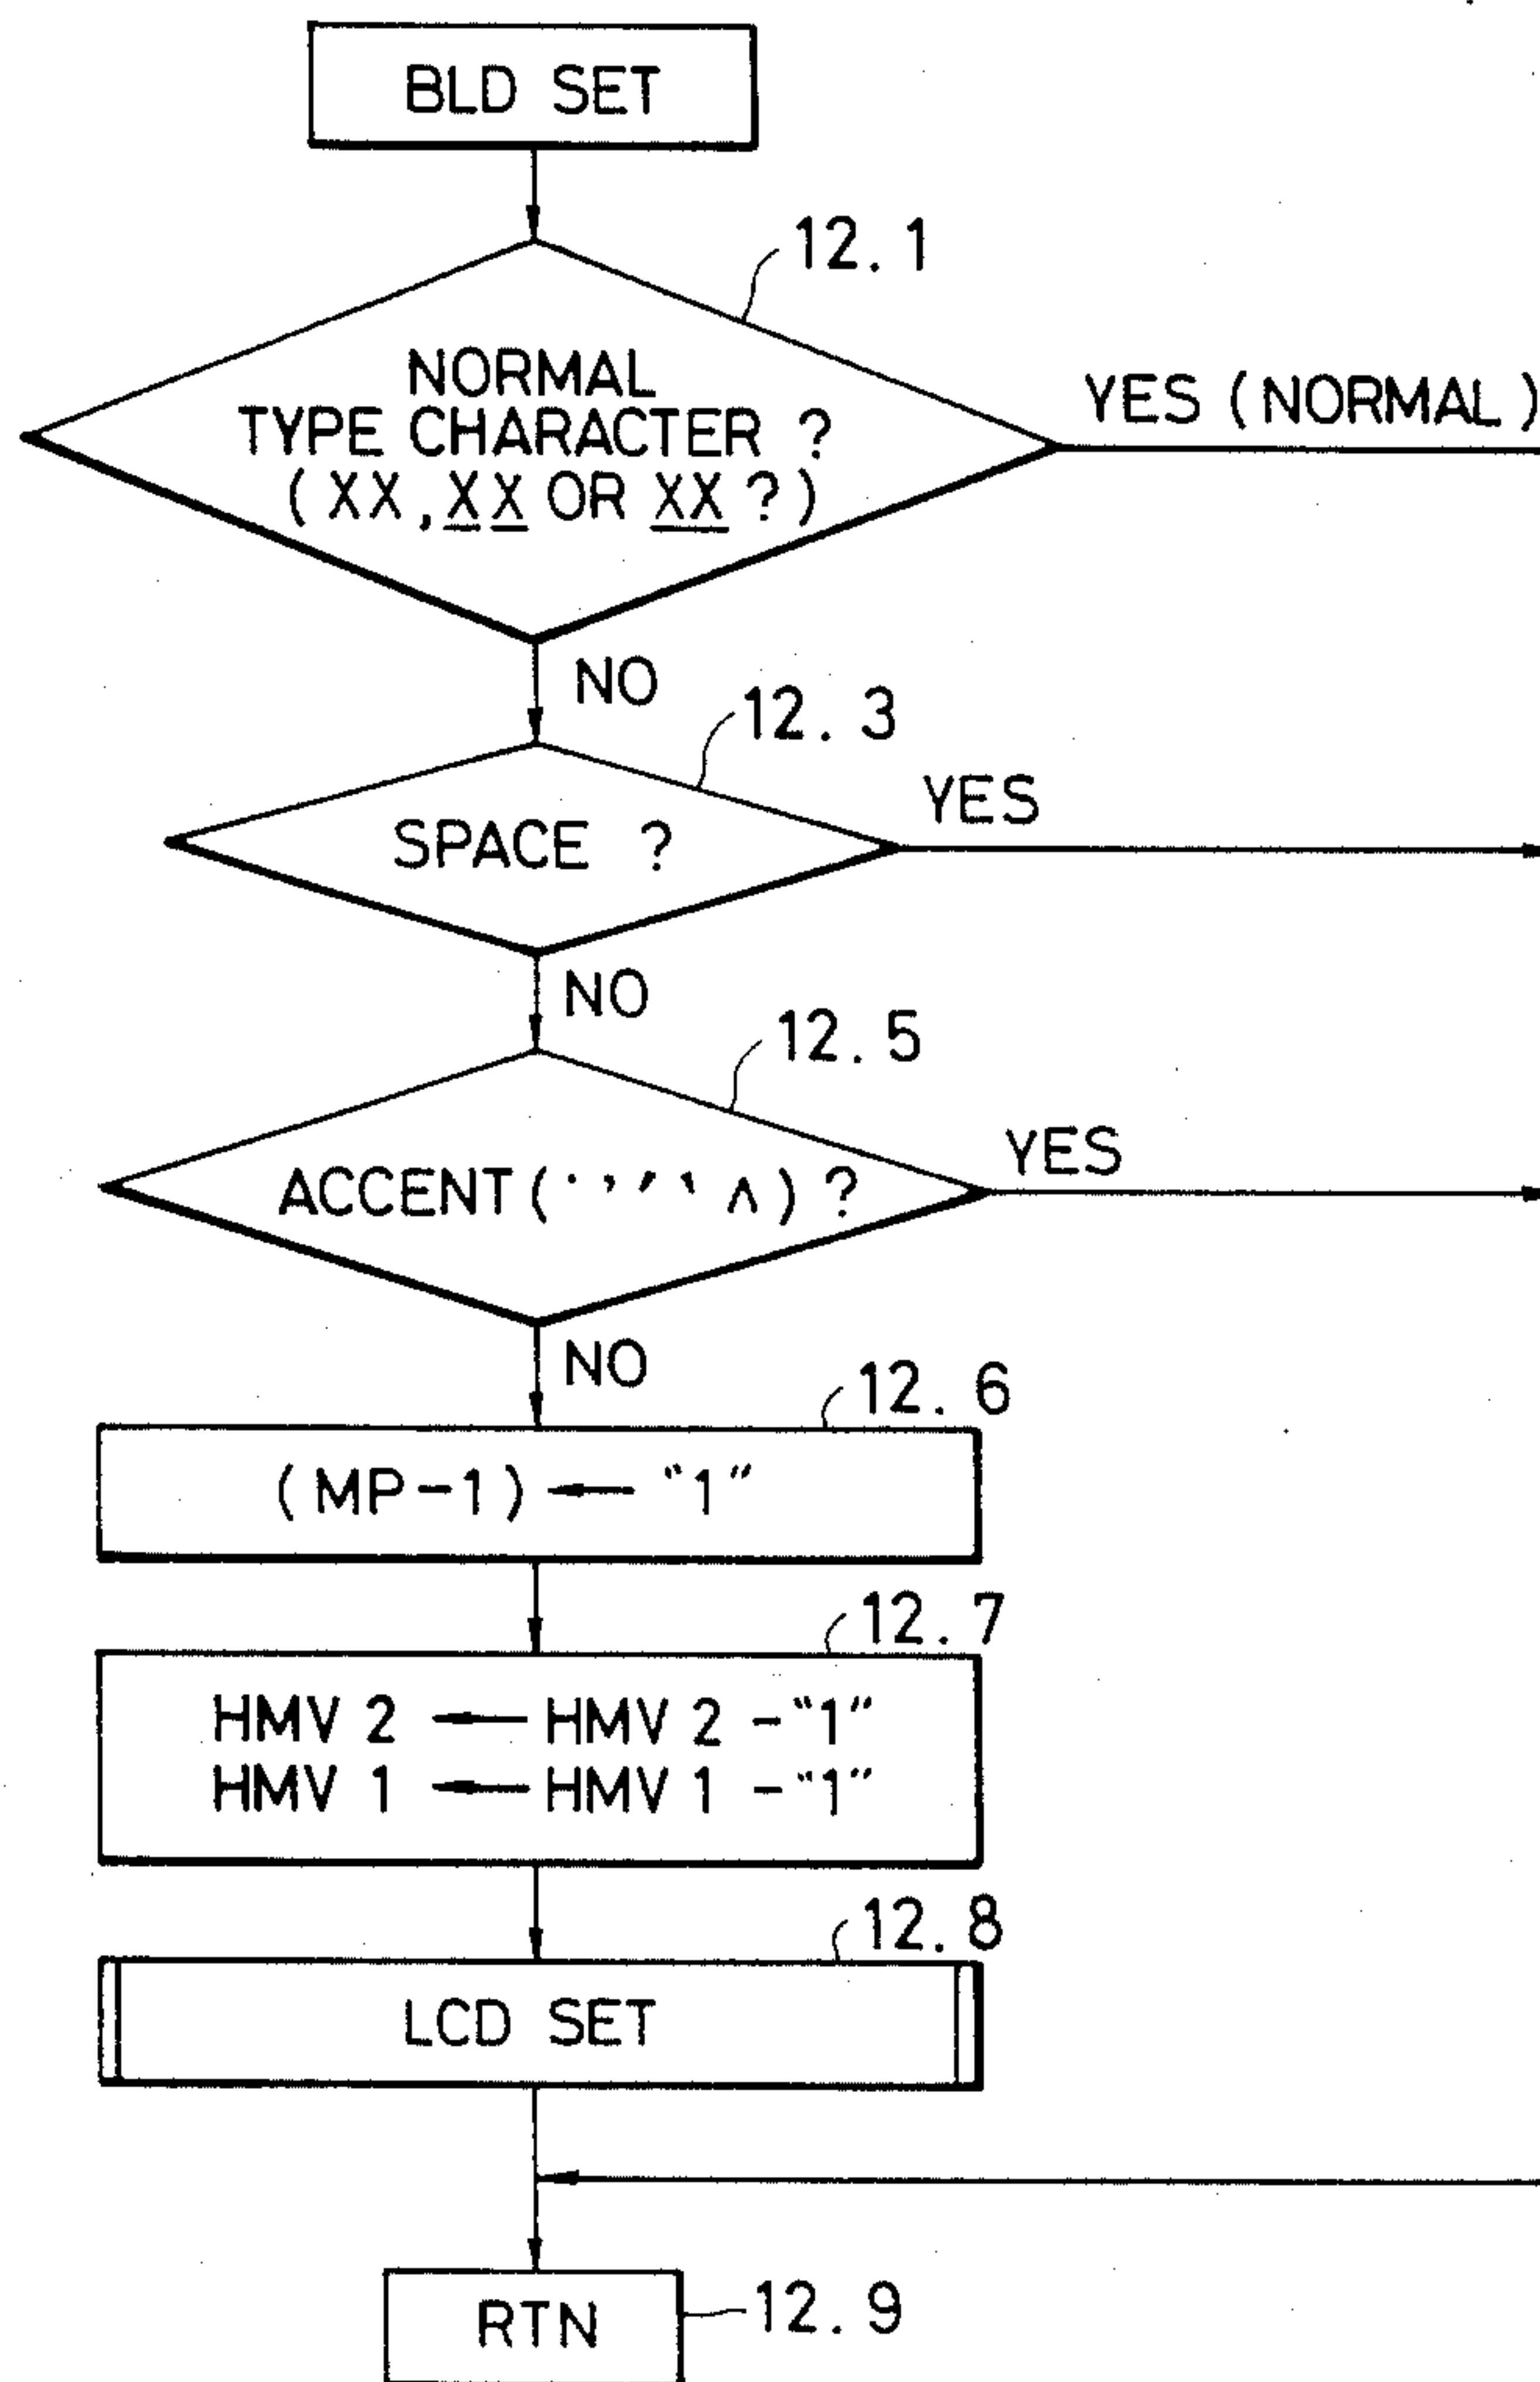 BLD SET
12.1
NORMAL
TYPE CHARACTER ?
(XX, XX OR XX ?)
YES (NORMAL)
NO
12.3
SPACE ?
YES
NO
12.5
ACCENT(· ' ′ ‵ ∧) ?
YES
NO
12.6
(MP-1) ← "1"
12.7
HMV 2 ← HMV 2 - "1"
HMV 1 ← HMV 1 - "1"
12.8
LCD SET
RTN
12.9